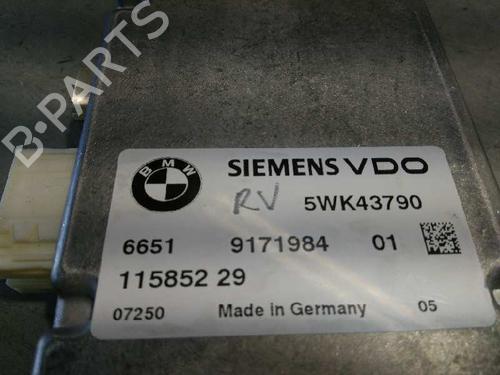 B-PARTS
BMW
SIEMENS VDO
RV 5WK43790
6651 9171984 01
115852 29
07250 Made in Germany 05